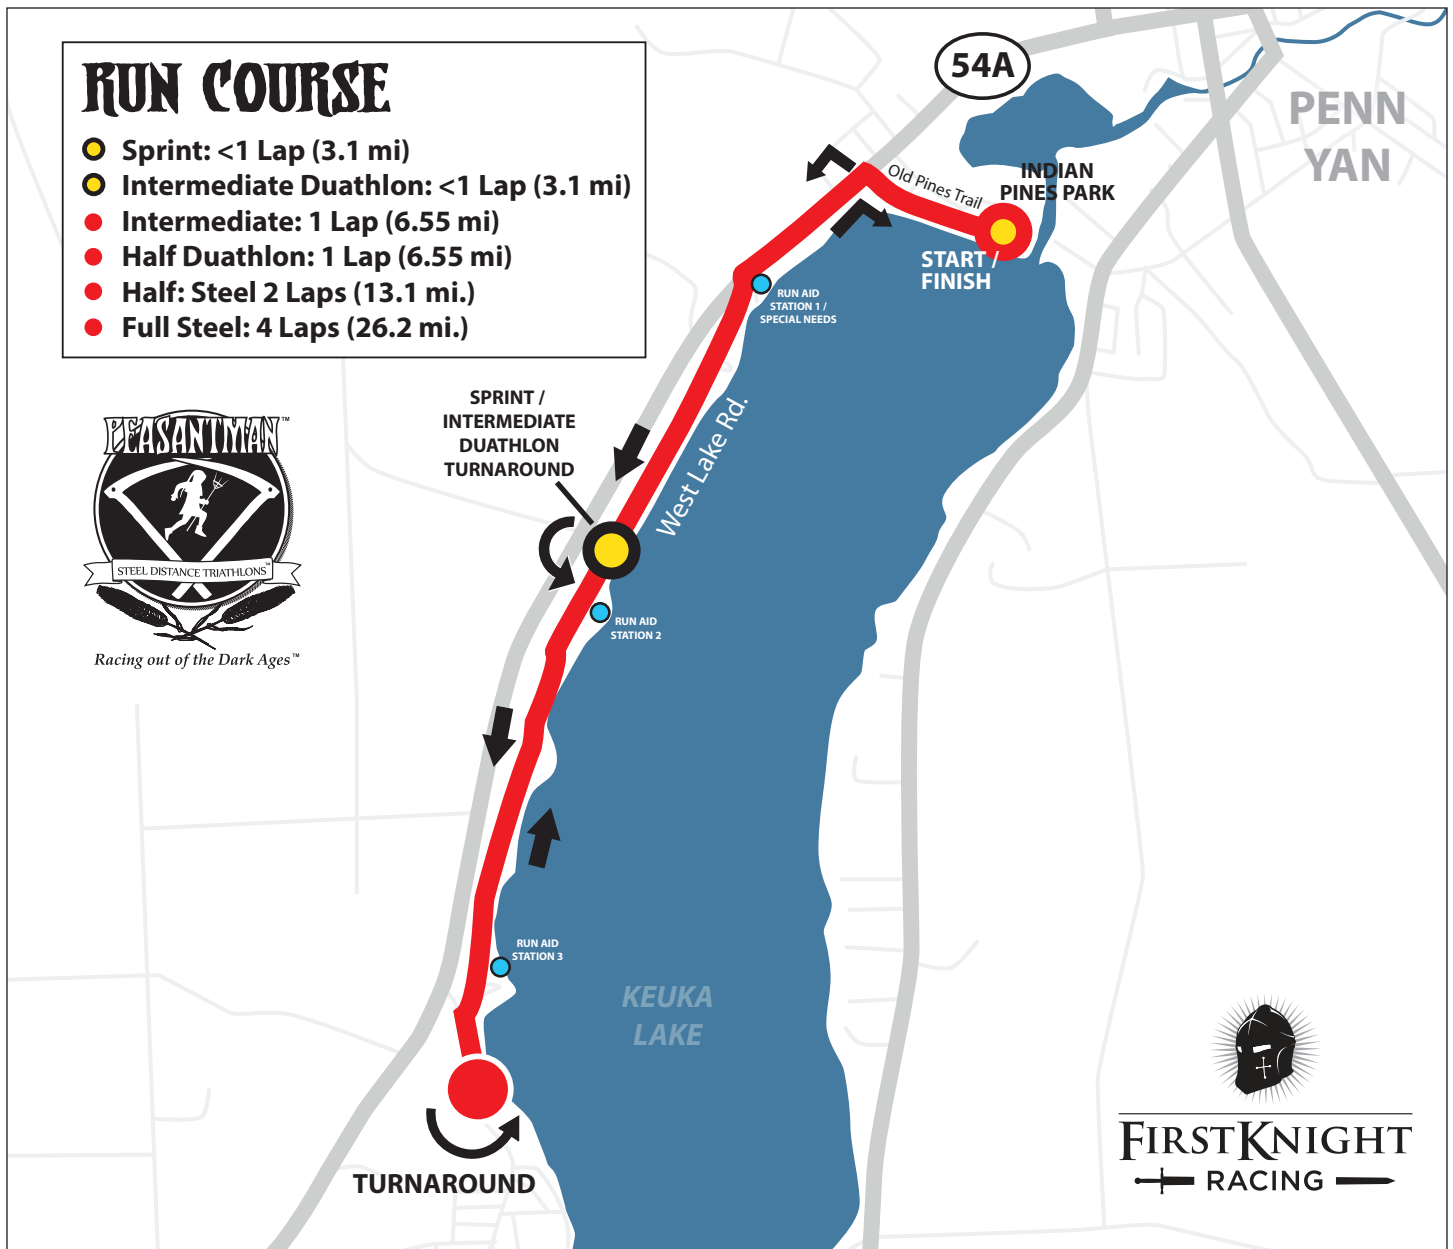 RUN COURSE
Sprint: <1 Lap (3.1 mi)
Intermediate Duathlon: <1 Lap (3.1 mi)
Intermediate: 1 Lap (6.55 mi)
Half Duathlon: 1 Lap (6.55 mi)
Half: Steel 2 Laps (13.1 mi.)
Full Steel: 4 Laps (26.2 mi.)
54A
PENN
YAN
Old Pines Trail
INDIAN
PINES PARK
START /
FINISH
RUN AID
STATION 1 /
SPECIAL NEEDS
SPRINT /
INTERMEDIATE
DUATHLON
TURNAROUND
West Lake Rd.
PEASANTMAN™
STEEL DISTANCE TRIATHLONS™
Racing out of the Dark Ages™
RUN AID
STATION 2
RUN AID
STATION 3
KEUKA
LAKE
TURNAROUND
FIRSTKNIGHT
RACING